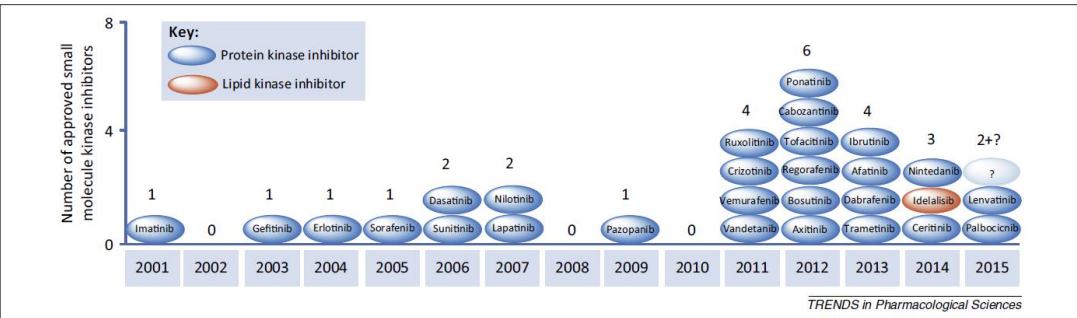 Number of approved small
molecule kinase inhibitors
8
4
0
Key:
Protein kinase inhibitor
Lipid kinase inhibitor
1
Imatinib
0
1
Gefitinib
1
Erlotinib
1
Sorafenib
2
Dasatinib
Sunitinib
2
Nilotinib
Lapatinib
0
1
Pazopanib
0
4
Ruxolitinib
Crizotinib
Vemurafenib
Vandetanib
6
Ponatinib
Cabozantinib
Tofacitinib
Regorafenib
Bosutinib
Axitinib
4
Ibrutinib
Afatinib
Dabrafenib
Trametinib
3
Nintedanib
Idelalisib
Ceritinib
2+?
?
Lenvatinib
Palbocicnib
2001 2002 2003 2004 2005 2006 2007 2008 2009 2010 2011 2012 2013 2014 2015
TRENDS in Pharmacological Sciences